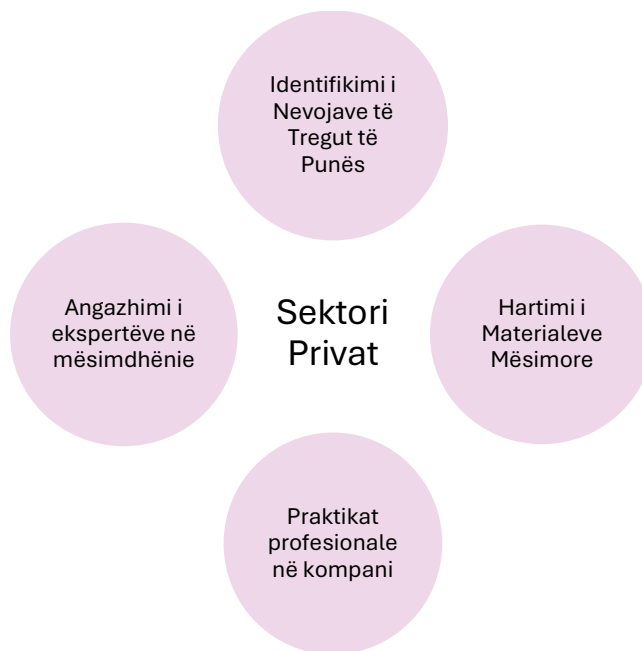 Identifikimi i
Nevojave të
Tregut të
Punës
Angazhimi i
ekspertëve në
mësimdhënie
Sektori
Privat
Hartimi i
Materialeve
Mësimore
Praktikat
profesionale
në kompani